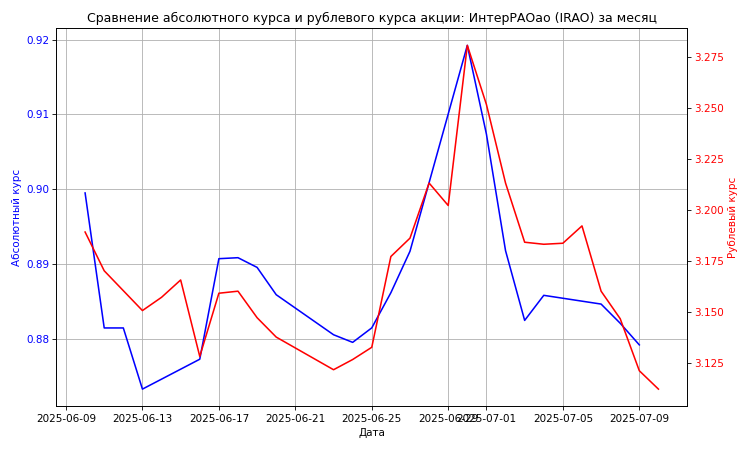 Сравнение абсолютного курса и рублевого курса акции: ИнтерРАОао (IRAO) за месяц
0.92
0.91
0.90
0.89
0.88
Абсолютный курс
3.275
3.250
3.225
3.200
3.175
3.150
3.125
Рублевый курс
2025-06-09 2025-06-13 2025-06-17 2025-06-21 2025-06-25 2025-06-29 2025-07-01 2025-07-05 2025-07-09
Дата